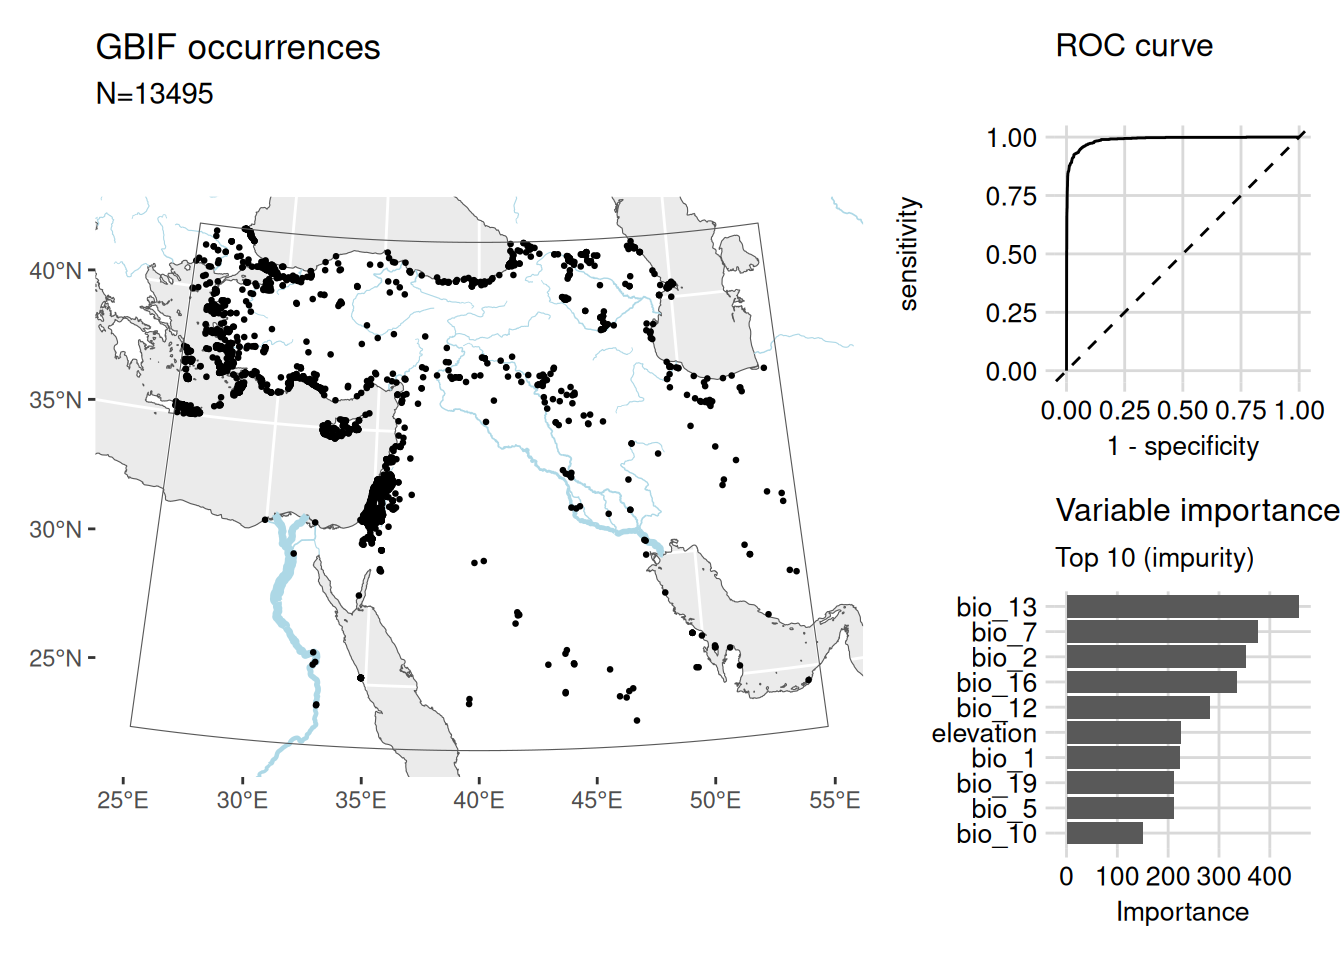 GBIF occurrences
N=13495
40°N
35°N
30°N
25°N
25°E 30°E 35°E 40°E 45°E 50°E 55°E
ROC curve
sensitivity
1.00
0.75
0.50
0.25
0.00
0.00 0.25 0.50 0.75 1.00
1 - specificity
Variable importance
Top 10 (impurity)
bio_13
bio_7
bio_2
bio_16
bio_12
elevation
bio_1
bio_19
bio_5
bio_10
0 100 200 300 400
Importance